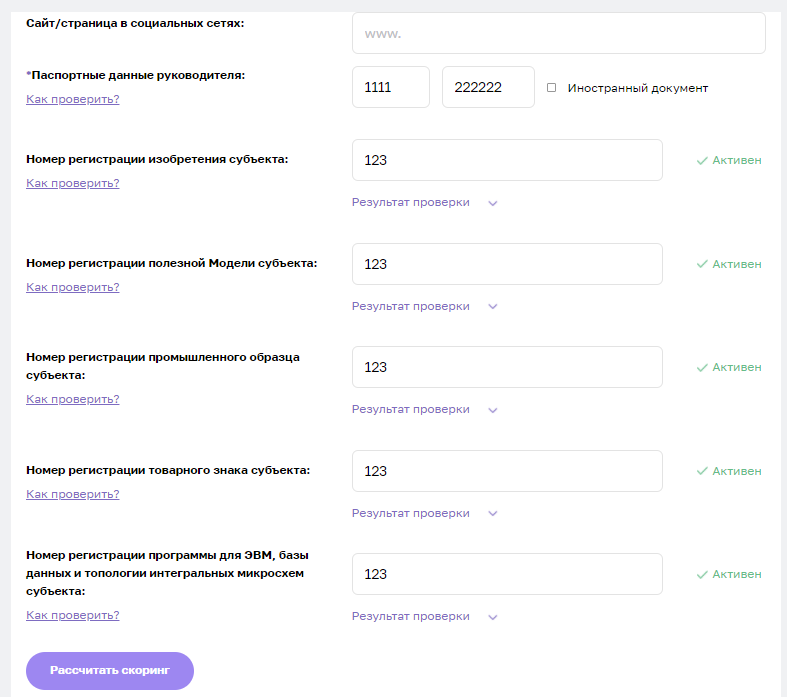 Сайт/страница в социальных сетях:
www.
*Паспортные данные руководителя:
1111 222222 Иностранный документ
Как проверить?
Номер регистрации изобретения субъекта:
123 Активен
Как проверить?
Результат проверки
Номер регистрации полезной Модели субъекта:
123 Активен
Как проверить?
Результат проверки
Номер регистрации промышленного образца
субъекта:
123 Активен
Как проверить?
Результат проверки
Номер регистрации товарного знака субъекта:
123 Активен
Как проверить?
Результат проверки
Номер регистрации программы для ЭВМ, базы
данных и топологии интегральных микросхем
субъекта:
123 Активен
Как проверить?
Результат проверки
Рассчитать скоринг